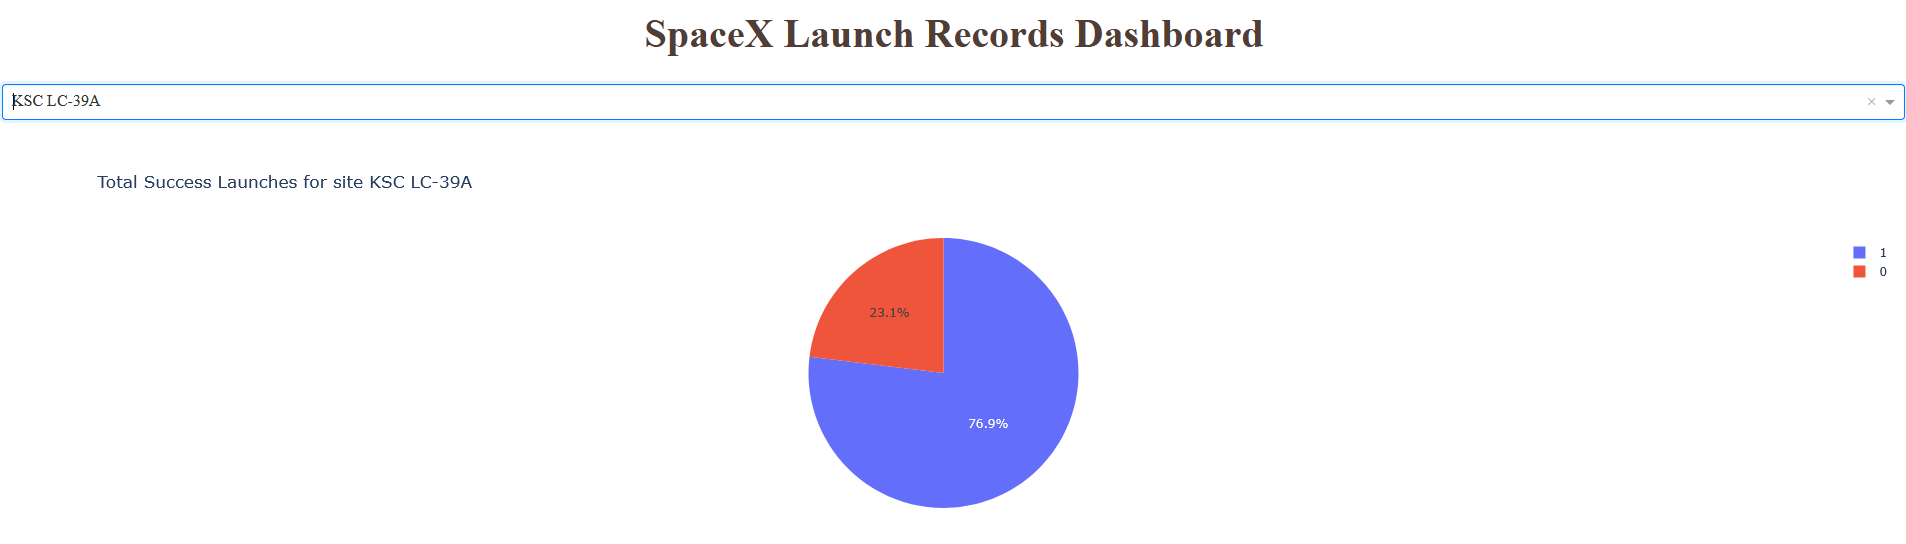 SpaceX Launch Records Dashboard
KSC LC-39A
×
Total Success Launches for site KSC LC-39A
1
0
23.1%
76.9%